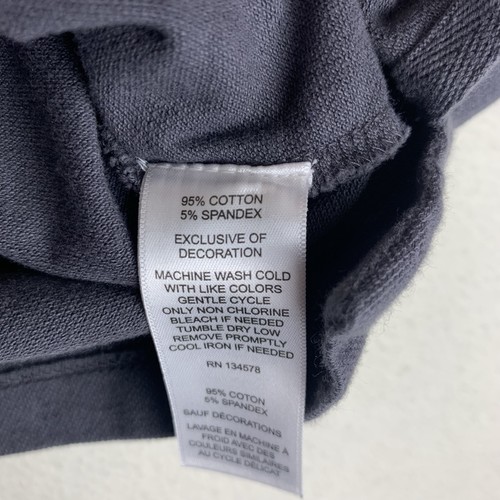 95% COTTON
5% SPANDEX
EXCLUSIVE OF
DECORATION
MACHINE WASH COLD
WITH LIKE COLORS
GENTLE CYCLE
ONLY NON CHLORINE
BLEACH IF NEEDED
TUMBLE DRY LOW
REMOVE PROMPTLY
COOL IRON IF NEEDED
RN 134578
95% COTON
5% SPANDEX
SAUF DÉCORATIONS
LAVAGE EN MACHINE À
FROID AVEC DES
COULEURS SIMILAIRES
AU CYCLE DÉLICAT